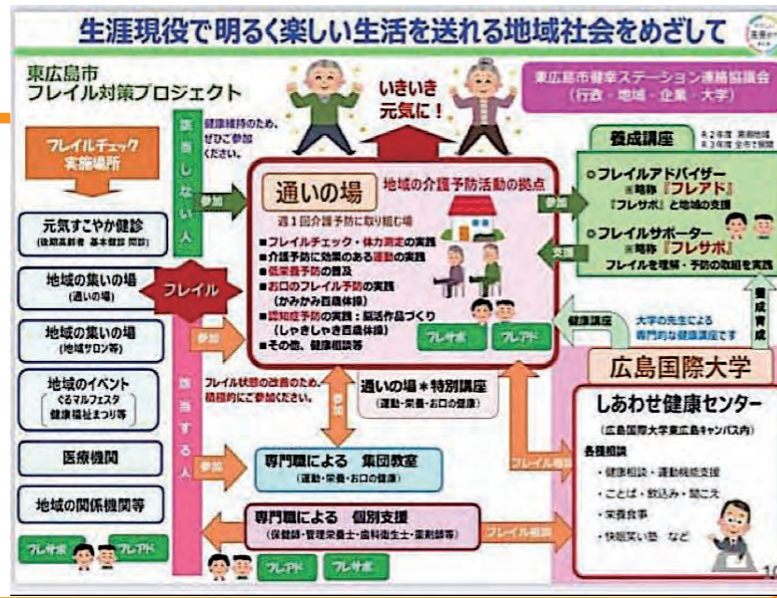 生涯現役で明るく楽しい生活を送れる地域社会をめざして
東広島市
フレイル対策プロジェクト
いきいき
元気に!
東広島市健幸ステーション連絡協議会
(行政・地域・企業・大学)
フレイルチェック
実施場所
元気すこやか健診
(後期高齢者 基本健診 問診)
地域の集いの場
(通いの場)
地域の集いの場
(地域サロン等)
地域のイベント
ぐるマルフェスタ
健康福祉まつり等
医療機関
地域の関係機関等
フレサポ
フレアド
該当しない人
フレイル
該当する人
健康維持のため、
ぜひご参加
ください。
参加
通いの場
地域の介護予防活動の拠点
週1回介護予防に取り組む場
■フレイルチェック・体力測定の実践
■介護予防に効果のある運動の実践
■低栄養予防の普及
■お口のフレイル予防の実践
(かみかみ百歳体操)
■認知症予防の実践:脳活作品づくり
(しゃきしゃき百歳体操)
■その他、健康相談等
フレサポ
フレアド
参加
フレイル状態の改善のため、
積極的にご参加ください。
参加
通いの場*特別講座
(運動・栄養・お口の健康)
参加
専門職による 集団教室
(運動・栄養・お口の健康)
専門職による 個別支援
(保健師・管理栄養士・歯科衛生士・薬剤師等)
フレアド
フレサポ
参加
支援
養成講座
R2年度
R3年度
フレイルアドバイザー
※略称『フレアド』
『フレサポ』と地域の支援
フレイルサポーター
※略称『フレサポ』
フレイルを理解・予防の取組を実践
養成育成
健康講座
大学の先生による
専門的な健康講座です
フレイル相談
フレイル相談
広島国際大学
しあわせ健康センター
(広島国際大学東広島キャンパス内)
各種相談
・健康相談・運動機能支援
・ことば・飲込み・聞こえ
・栄養食事
・快眠笑い塾 など